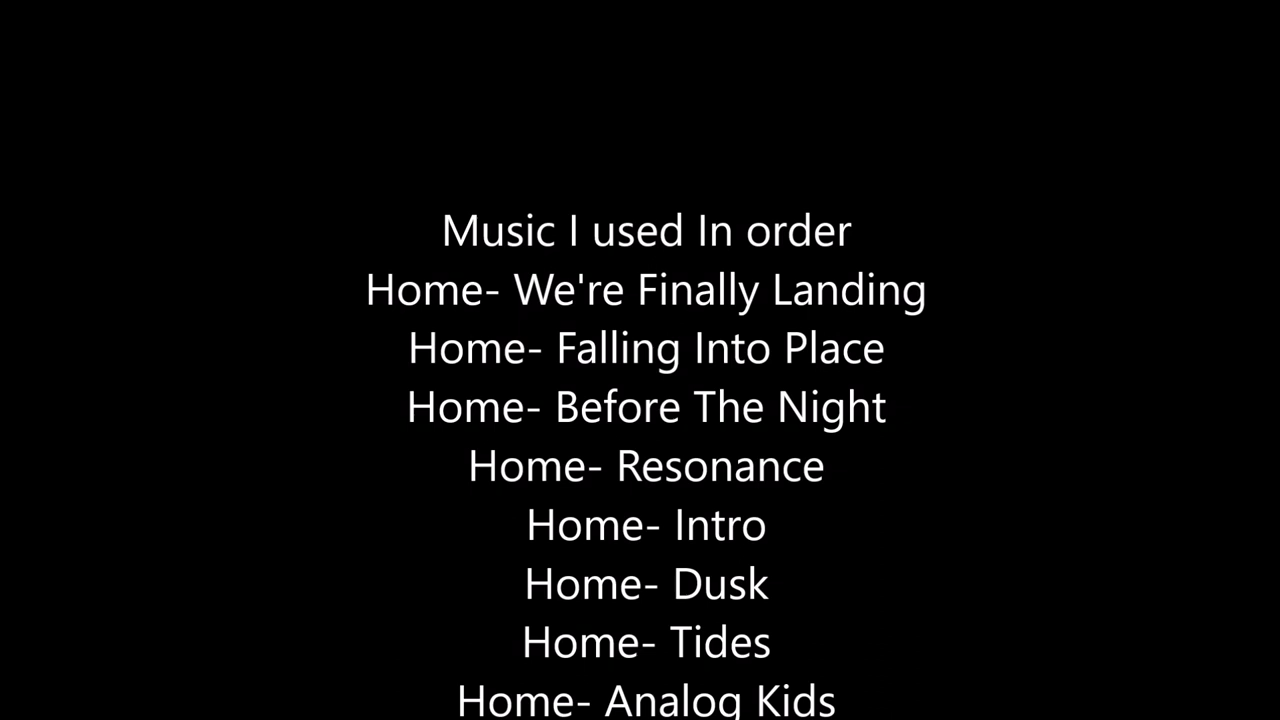 Music I used In order
Home- We're Finally Landing
Home- Falling Into Place
Home- Before The Night
Home- Resonance
Home- Intro
Home- Dusk
Home- Tides
Home- Analog Kids